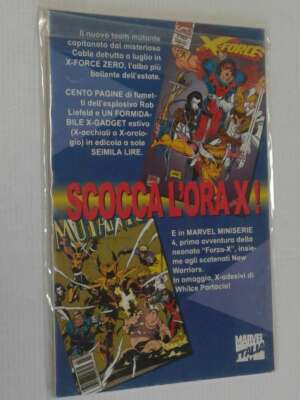 Il nuovo team mutante
capitanato dal misterioso
Cable debutta a luglio in
X-FORCE ZERO, l'albo più
bollente dell'estate.
CENTO PAGINE di fumet-
ti dell'esplosivo Rob
Liefeld e UN FORMIDA-
BILE X-GADGET estivo
(X-occhiali o X-orolo-
gio) in edicola a sole
SEIMILA LIRE.
X-FORCE
SCOCCA L'ORA X!
E in MARVEL MINISERIE
4, prima avventura della
neonata "Forza-X", insie-
me agli scatenati New
Warriors.
In omaggio, X-adesivi di
Whilce Portacio!
MUTANTS
MARVEL
ITALIA